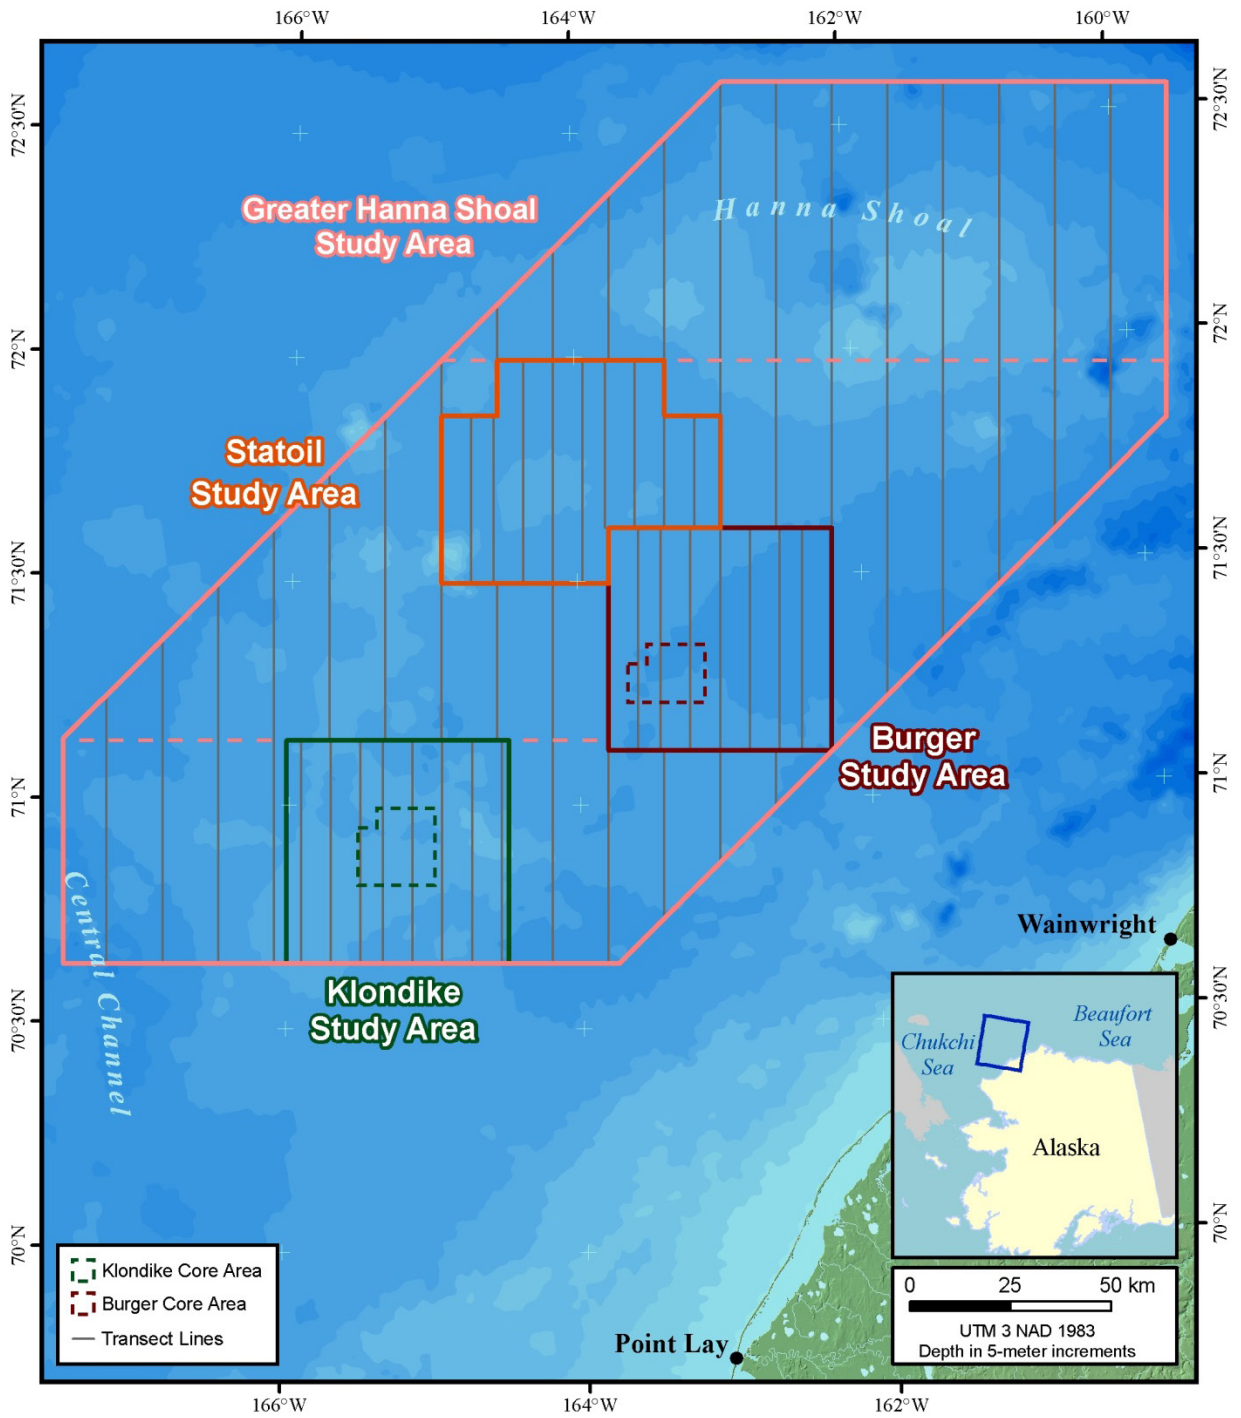 166°W 164°W 162°W 160°W
72°30'N
72°30'N
Greater Hanna Shoal
Study Area
Hanna Shoal
72°N
72°N
Statoil
Study Area
71°30'N
71°30'N
Burger
Study Area
71°N
71°N
Central Channel
Wainwright
Klondike
Study Area
70°30'N
70°30'N
Chukchi
Sea
Beaufort
Sea
Alaska
70°N
70°N
Klondike Core Area
Burger Core Area
Transect Lines
0 25 50 km
UTM 3 NAD 1983
Depth in 5-meter increments
Point Lay
166°W 164°W 162°W